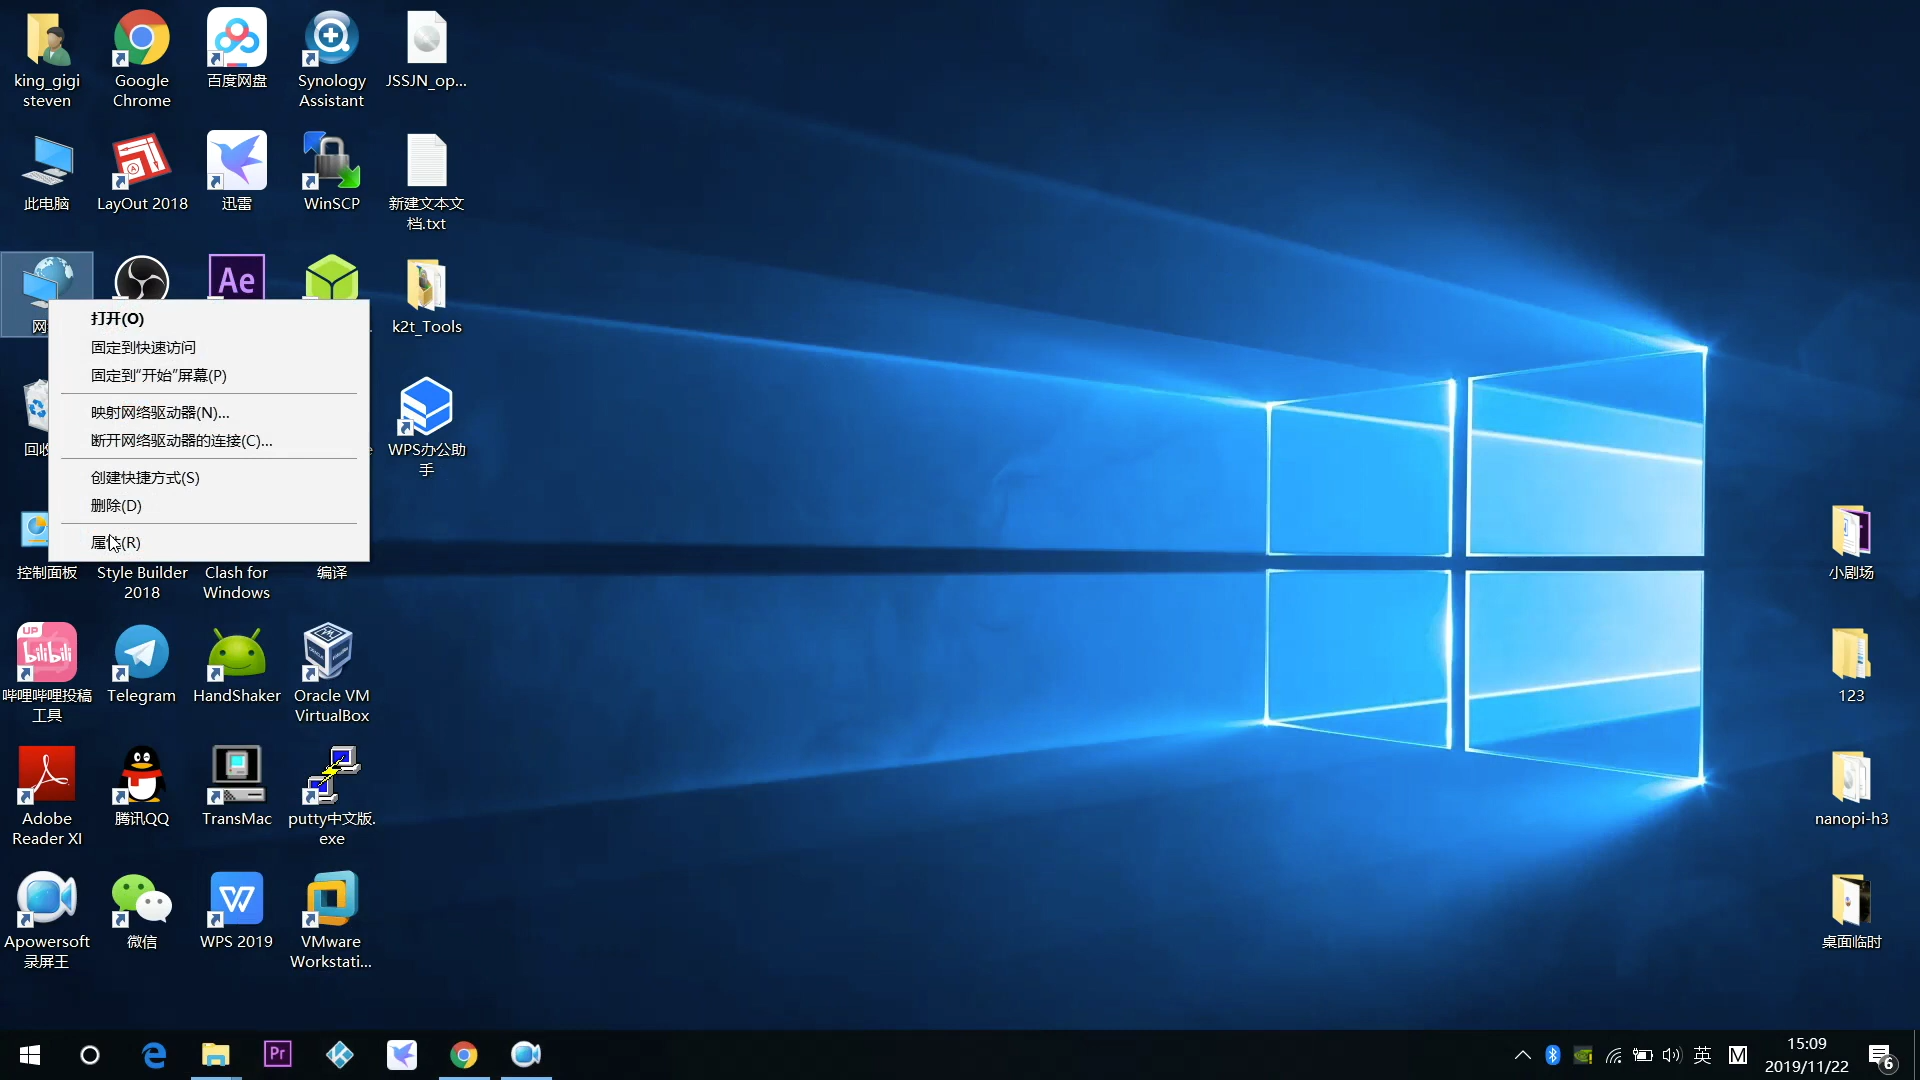 king_gigi
steven
Google
Chrome
百度网盘
Synology
Assistant
JSSJN_op...
此电脑
LayOut 2018
迅雷
WinSCP
新建文本文
档.txt
Ae
k2t_Tools
打开(O)
固定到快速访问
固定到“开始”屏幕(P)
映射网络驱动器(N)...
断开网络驱动器的连接(C)...
创建快捷方式(S)
删除(D)
WPS办公助
手
控制面板
Style Builder
2018
Clash for
Windows
编译
小剧场
UP
bilibili
哔哩哔哩投稿
工具
Telegram
HandShaker
Oracle VM
VirtualBox
123
Adobe
Reader XI
腾讯QQ
TransMac
putty中文版.
exe
nanopi-h3
Apowersoft
录屏王
微信
WPS 2019
VMware
Workstati...
桌面临时
Pr
英
M
15:09
2019/11/22
6